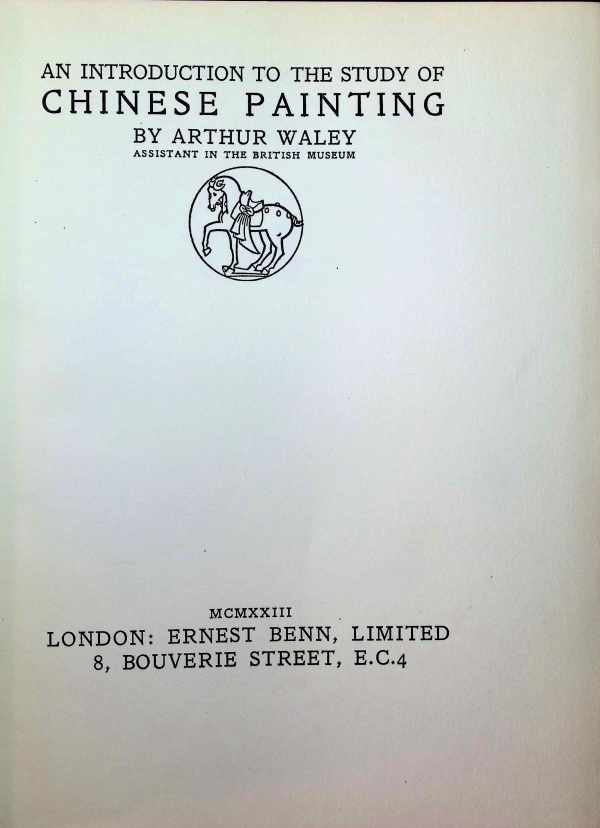 AN INTRODUCTION TO THE STUDY OF
CHINESE PAINTING
BY ARTHUR WALEY
ASSISTANT IN THE BRITISH MUSEUM
MCMXXIII
LONDON: ERNEST BENN, LIMITED
8, BOUVERIE STREET, E.C.4